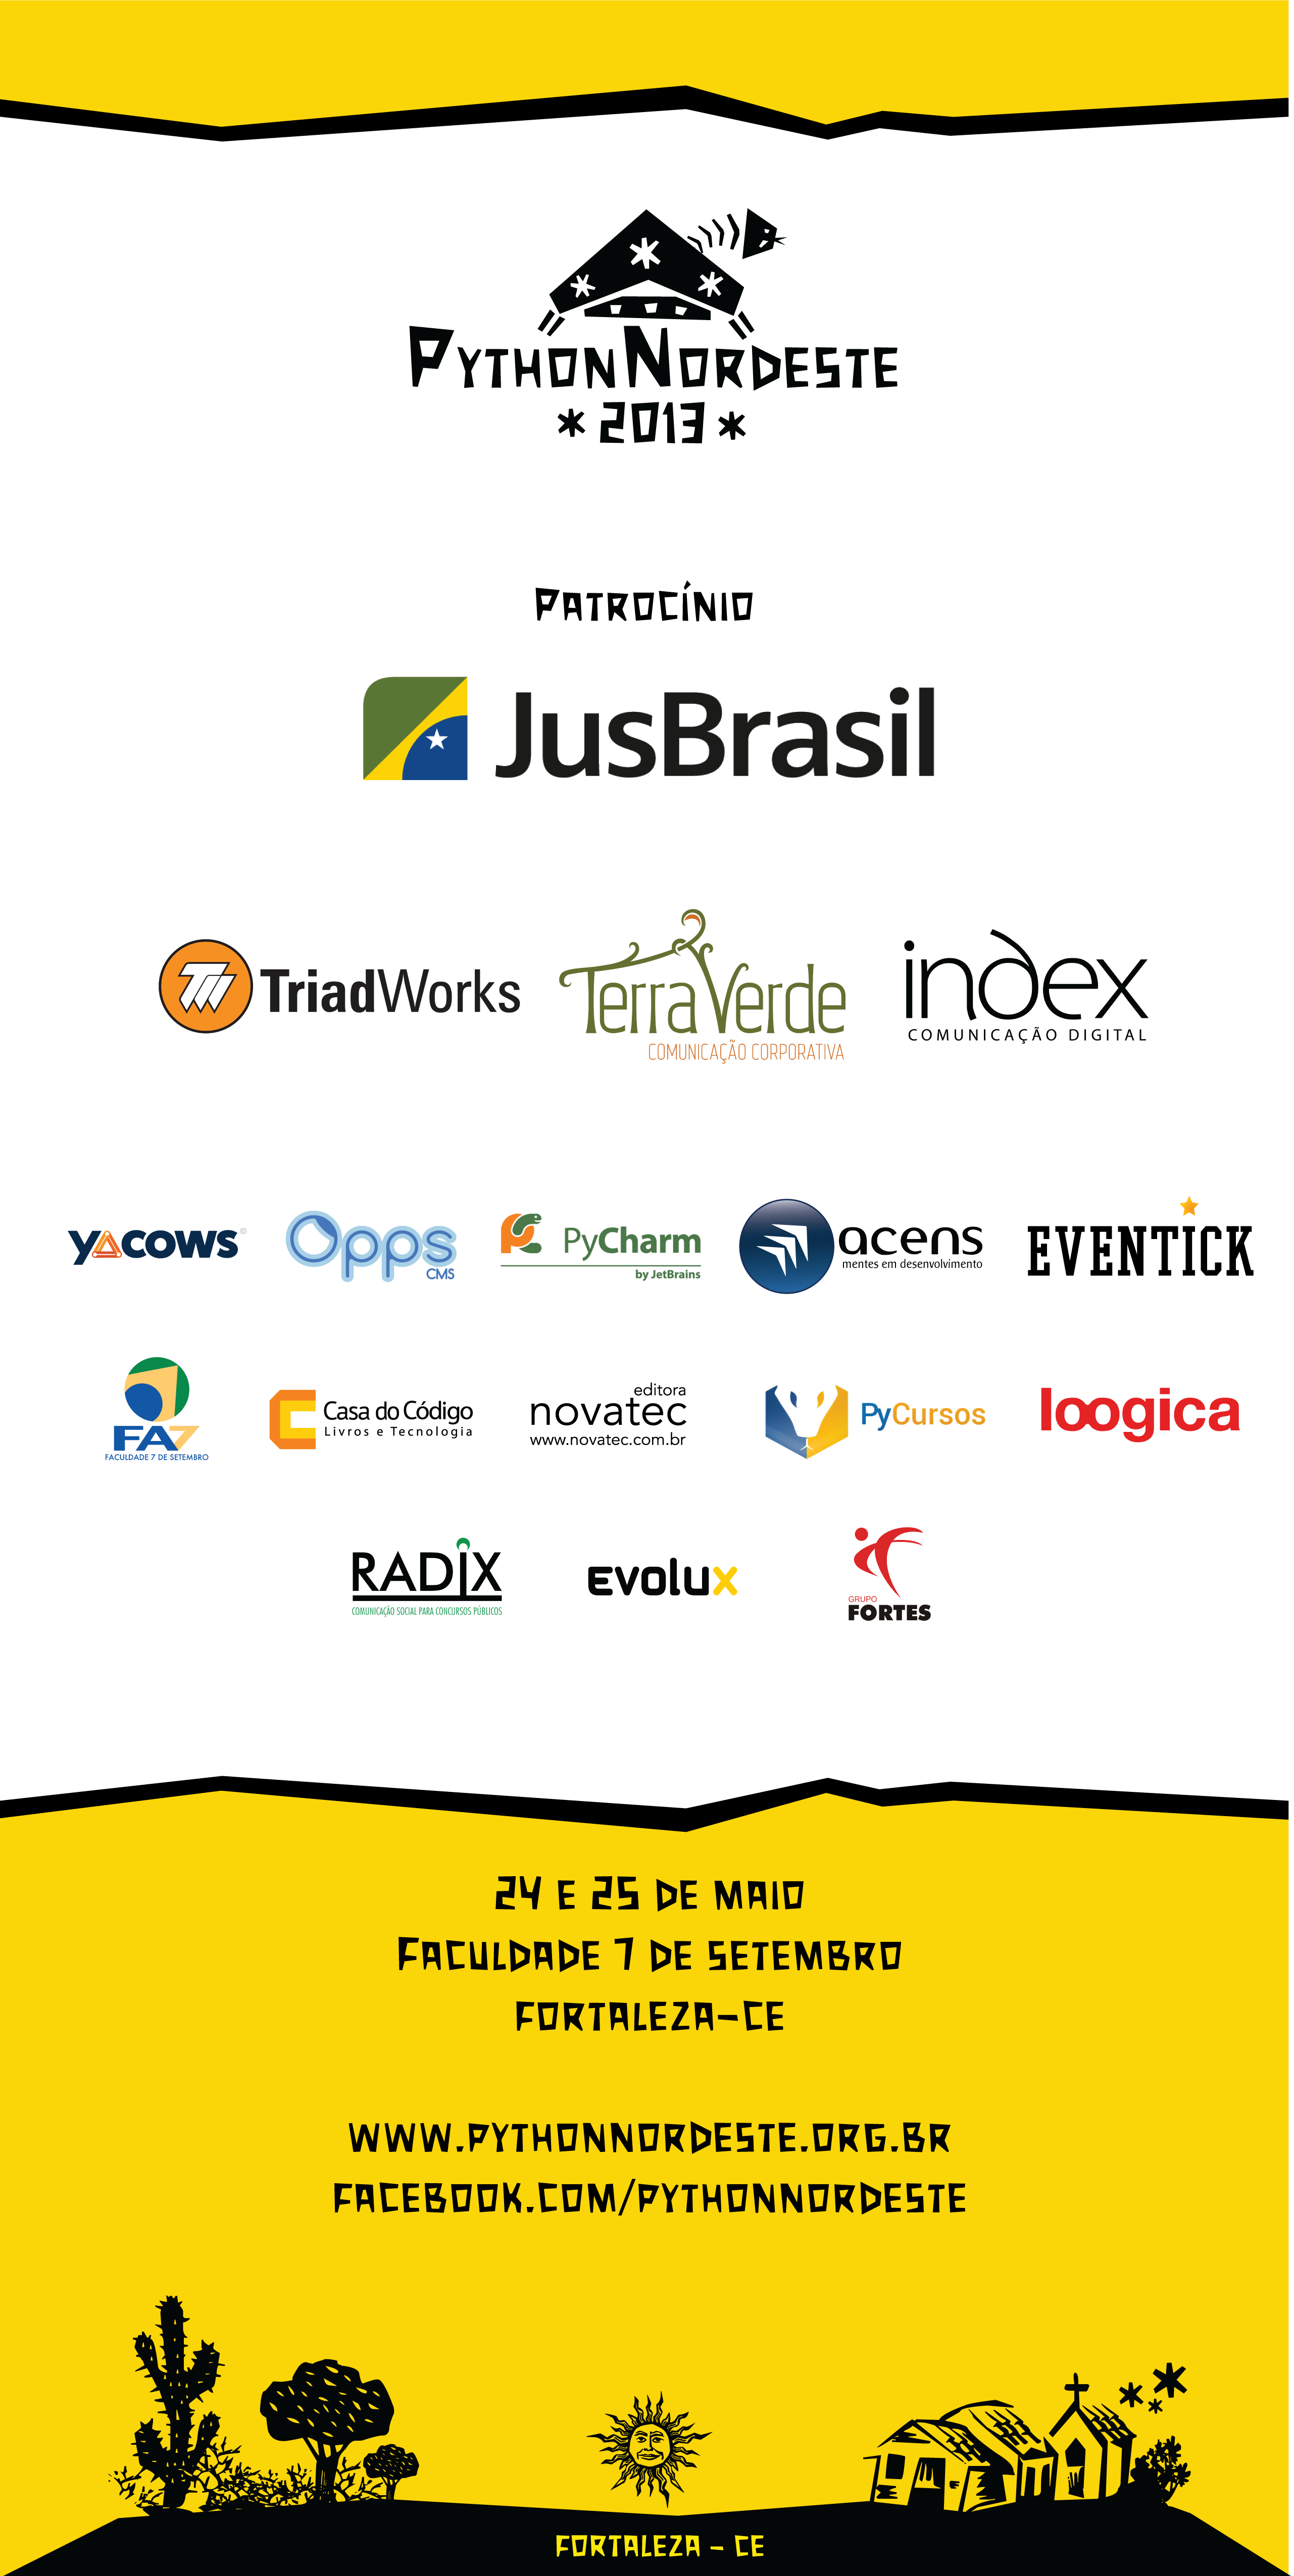 PythonNordeste
* 2013 *
Patrocínio
JusBrasil
TriadWorks
TerraVerde
COMUNICAÇÃO CORPORATIVA
index
COMUNICAÇÃO DIGITAL
YACOWS
Opps
CMS
PyCharm
by JetBrains
acens
mentes em desenvolvimento
EVENTICK
FA7
FACULDADE 7 DE SETEMBRO
Casa do Código
Livros e Tecnologia
editora
novatec
www.novatec.com.br
PyCursos
loogica
RADIX
COMUNICAÇÃO SOCIAL PARA CONCURSOS PÚBLICOS
evolux
GRUPO
FORTES
24 e 25 de maio
Faculdade 7 de setembro
Fortaleza-CE
www.pythonnordeste.org.br
facebook.com/pythonnordeste
Fortaleza - CE